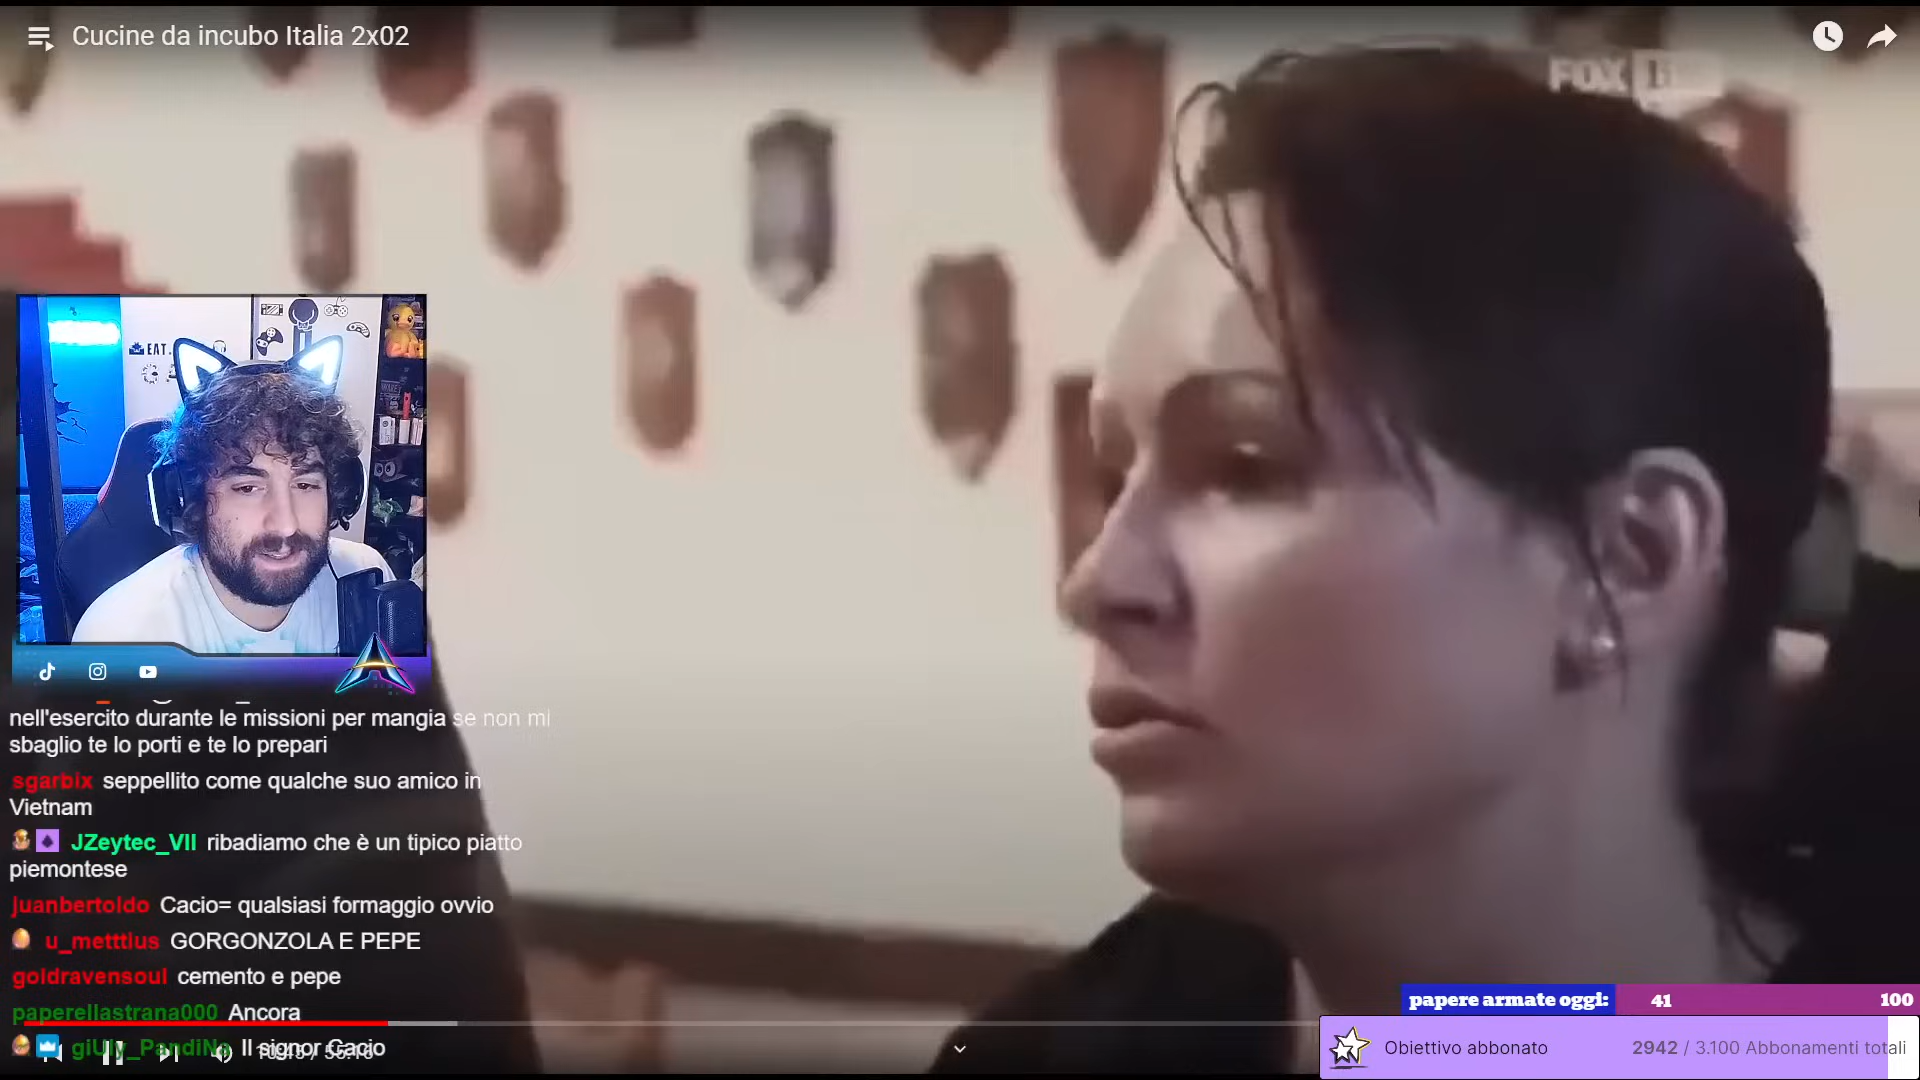 Cucine da incubo Italia 2x02
FOX
EAT.
nell'esercito durante le missioni per mangia se non mi
sbaglio te lo porti e te lo prepari
sgarbix seppellito come qualche suo amico in
Vietnam
JZeytec_VII ribadiamo che è un tipico piatto
piemontese
juanbertoldo Cacio= qualsiasi formaggio ovvio
u_metttius GORGONZOLA E PEPE
goldravensoul cemento e pepe
paperellastrana000 Ancora
giUly_PandiNa Il signor Cacio
papere armate oggi: 41 100
Obiettivo abbonato 2942 / 3.100 Abbonamenti totali